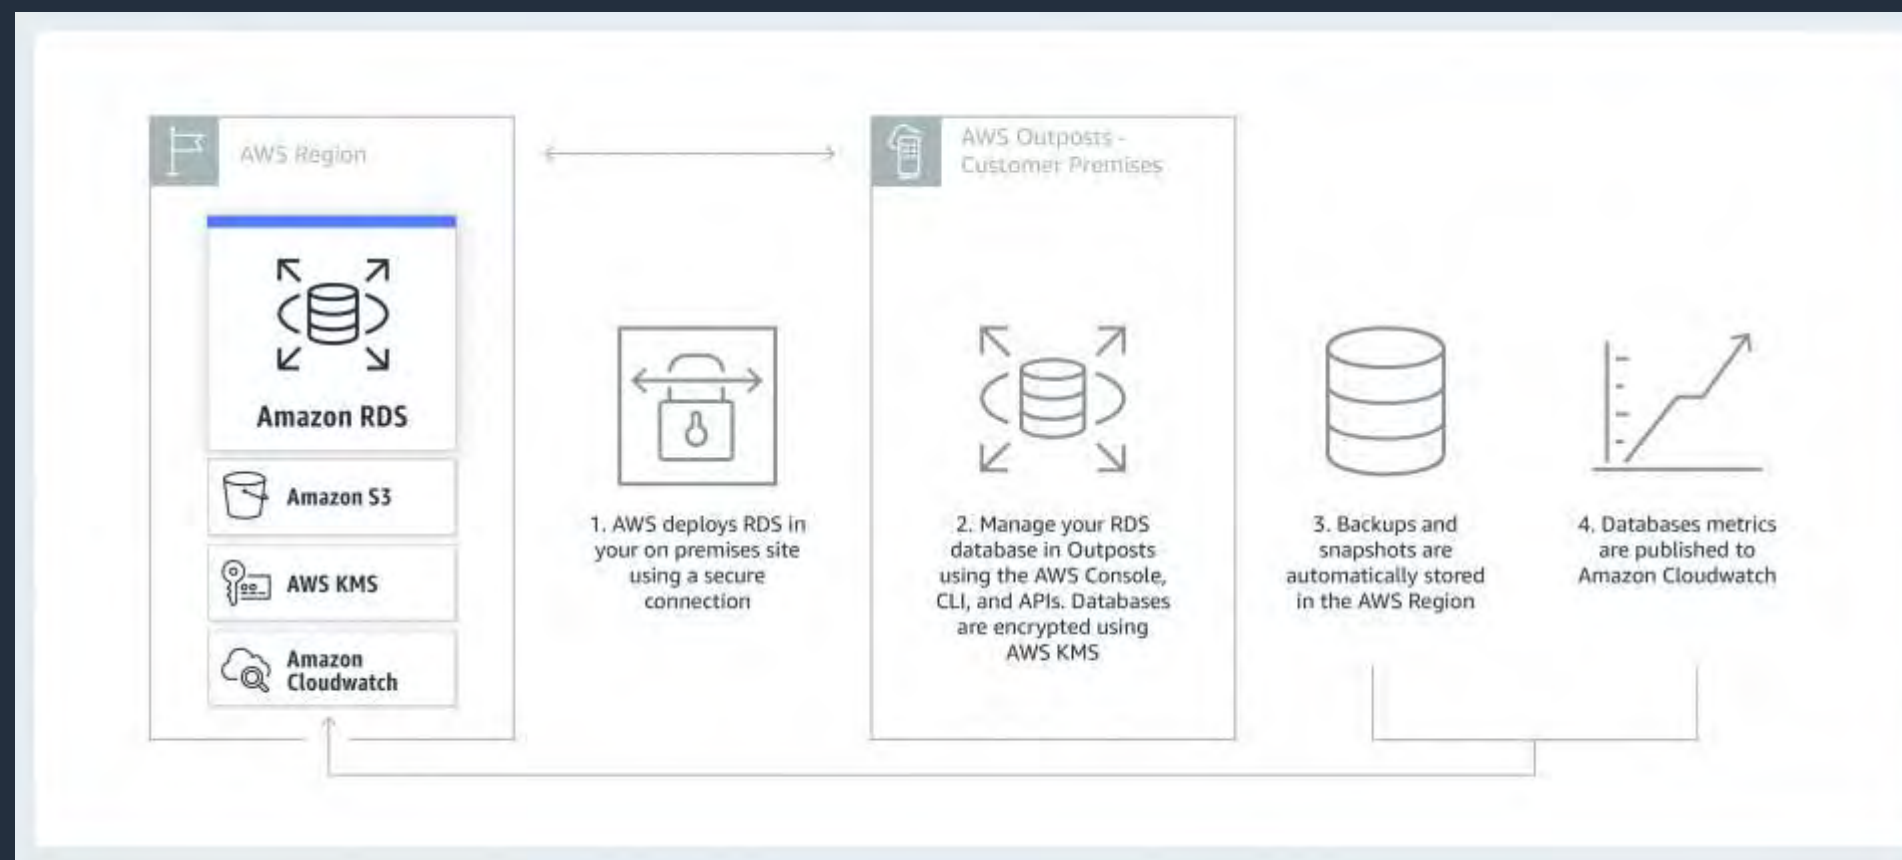 AWS Region
Amazon RDS
Amazon S3
AWS KMS
Amazon
Cloudwatch
1. AWS deploys RDS in
your on premises site
using a secure
connection
AWS Outposts -
Customer Premises
2. Manage your RDS
database in Outposts
using the AWS Console,
CLI, and APIs. Databases
are encrypted using
AWS KMS
3. Backups and
snapshots are
automatically stored
in the AWS Region
4. Databases metrics
are published to
Amazon Cloudwatch